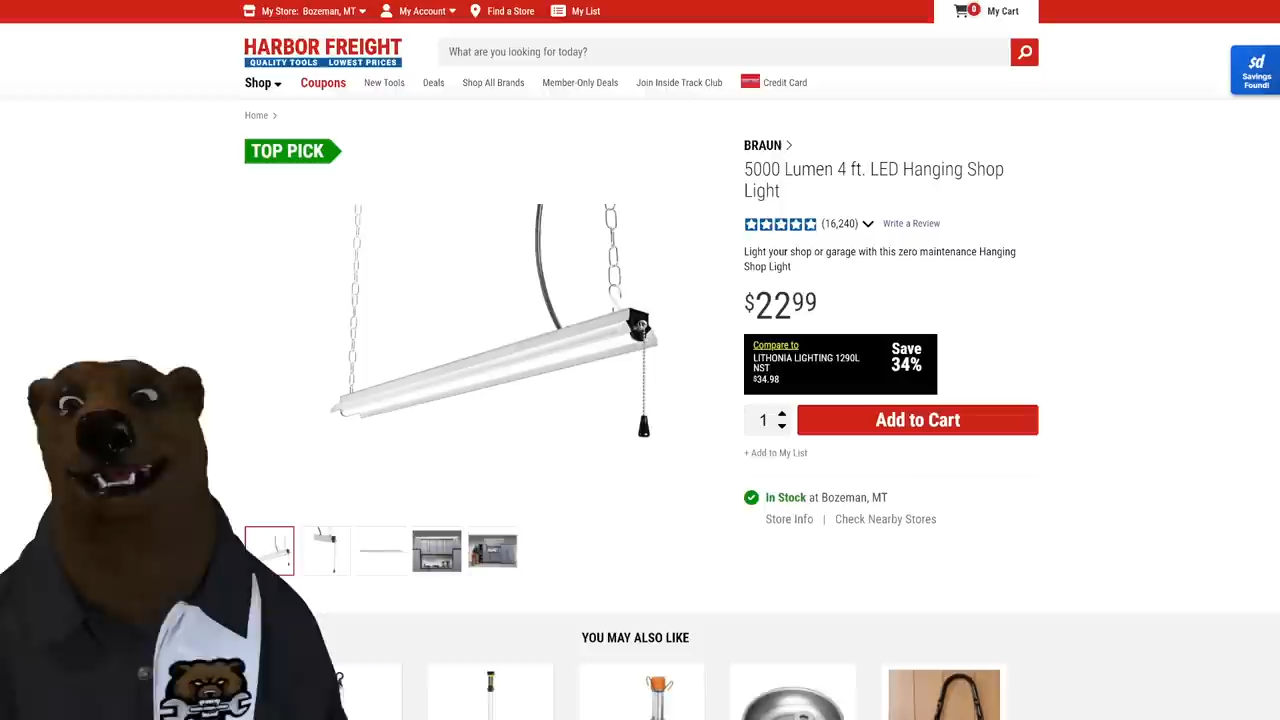 My Store: Bozeman, MT
My Account
Find a Store
My List
0
My Cart
HARBOR FREIGHT
QUALITY TOOLS LOWEST PRICES
What are you looking for today?
sd
Savings
Found!
Shop
Coupons
New Tools
Deals
Shop All Brands
Member-Only Deals
Join Inside Track Club
Credit Card
Home >
TOP PICK
BRAUN >
5000 Lumen 4 ft. LED Hanging Shop
Light
(16,240)
Write a Review
Light your shop or garage with this zero maintenance Hanging
Shop Light
$22 99
Compare to
LITHONIA LIGHTING 1290L
NST
$34.98
Save
34%
1
Add to Cart
+ Add to My List
In Stock at Bozeman, MT
Store Info | Check Nearby Stores
YOU MAY ALSO LIKE